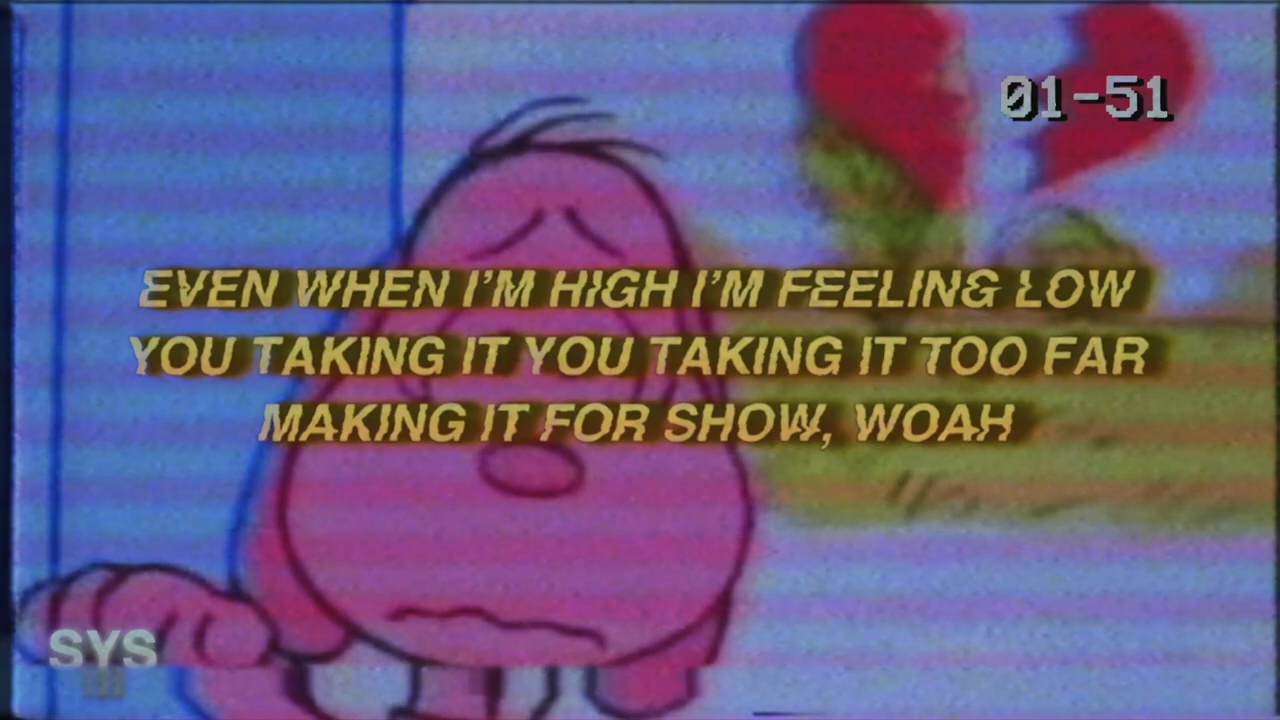 01-51
EVEN WHEN I'M HIGH I'M FEELING LOW
YOU TAKING IT YOU TAKING IT TOO FAR
MAKING IT FOR SHOW, WOAH
SYS